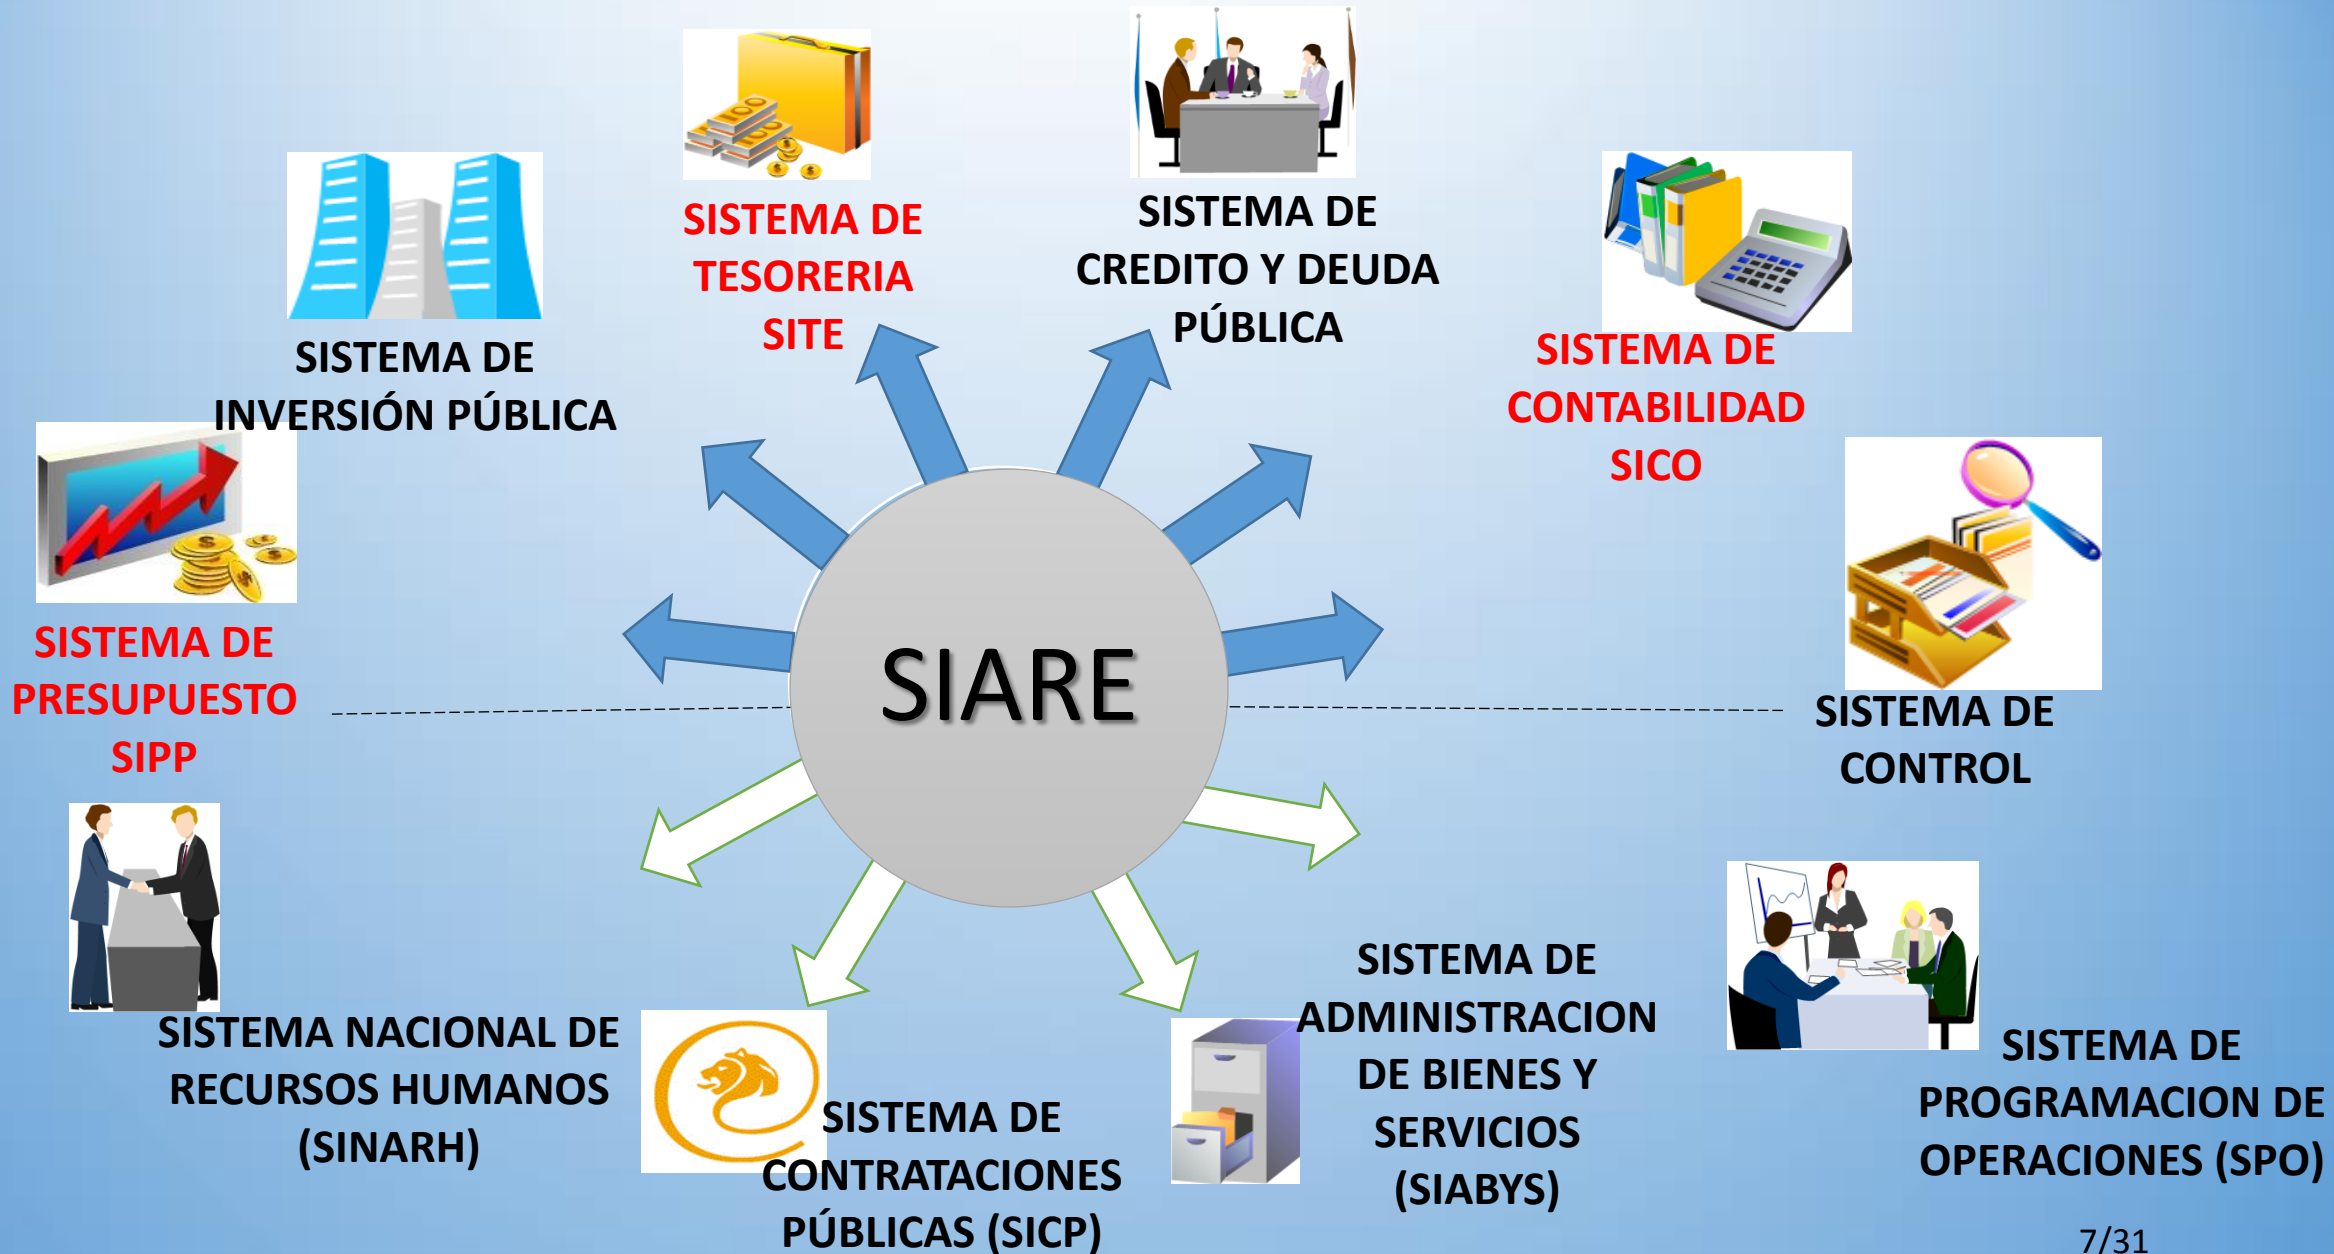 SISTEMA DE
TESORERIA
SITE
SISTEMA DE
CREDITO Y DEUDA
PÚBLICA
SISTEMA DE
INVERSIÓN PÚBLICA
SISTEMA DE
CONTABILIDAD
SICO
SISTEMA DE
PRESUPUESTO
SIPP
SIARE
SISTEMA DE
CONTROL
SISTEMA NACIONAL DE
RECURSOS HUMANOS
(SINARH)
SISTEMA DE
CONTRATACIONES
PÚBLICAS (SICP)
SISTEMA DE
ADMINISTRACION
DE BIENES Y
SERVICIOS
(SIABYS)
SISTEMA DE
PROGRAMACION DE
OPERACIONES (SPO)
7/31